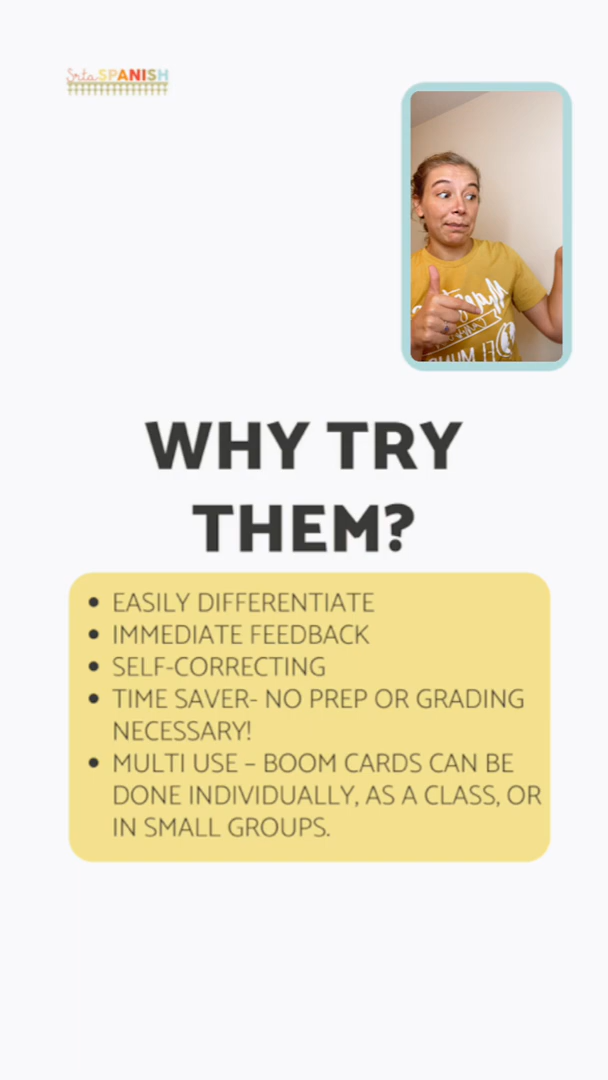 Srta SPANISH
WHY TRY
THEM?
• EASILY DIFFERENTIATE
• IMMEDIATE FEEDBACK
• SELF-CORRECTING
• TIME SAVER- NO PREP OR GRADING
NECESSARY!
• MULTI USE – BOOM CARDS CAN BE
DONE INDIVIDUALLY, AS A CLASS, OR
IN SMALL GROUPS.